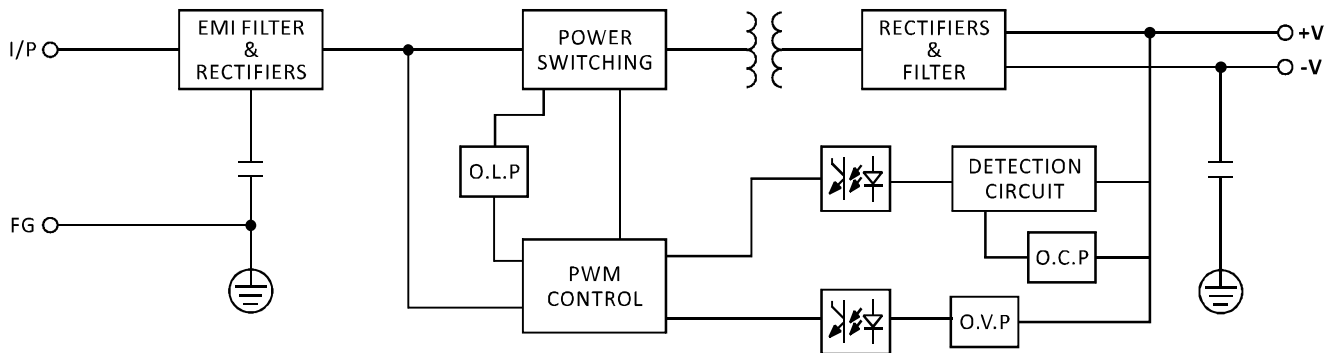 I/P
EMI FILTER
&
RECTIFIERS
POWER
SWITCHING
RECTIFIERS
&
FILTER
+V
-V
O.L.P
DETECTION
CIRCUIT
FG
O.C.P
PWM
CONTROL
O.V.P